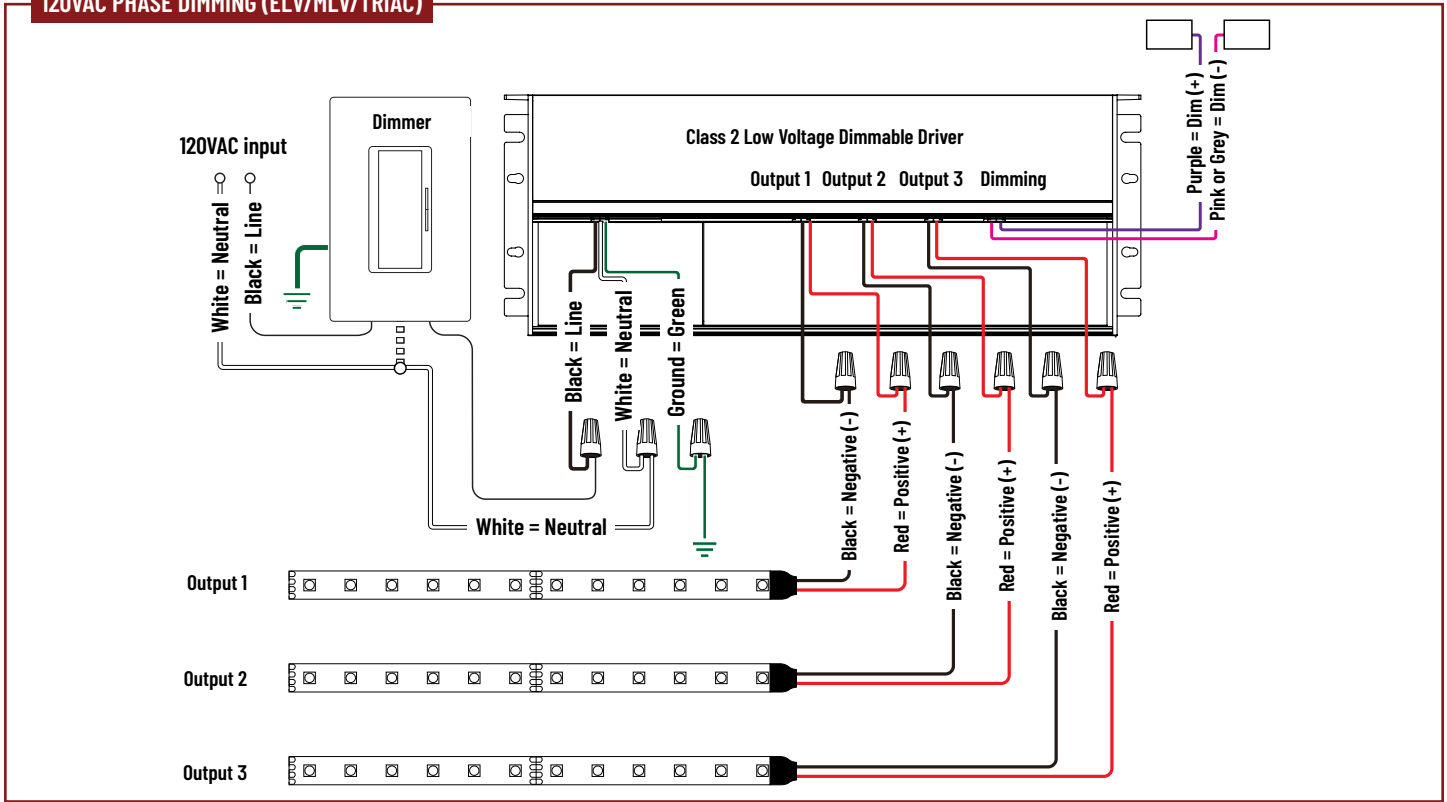 120VAC PHASE DIMMING (ELV/MLV/TRIAC)
Dimmer
120VAC input
White = Neutral
Black = Line
Class 2 Low Voltage Dimmable Driver
Output 1 Output 2 Output 3 Dimming
Purple = Dim (+)
Pink or Grey = Dim (-)
Black = Line
White = Neutral
Ground = Green
White = Neutral
Black = Negative (-)
Red = Positive (+)
Black = Negative (-)
Red = Positive (+)
Black = Negative (-)
Red = Positive (+)
Output 1
Output 2
Output 3